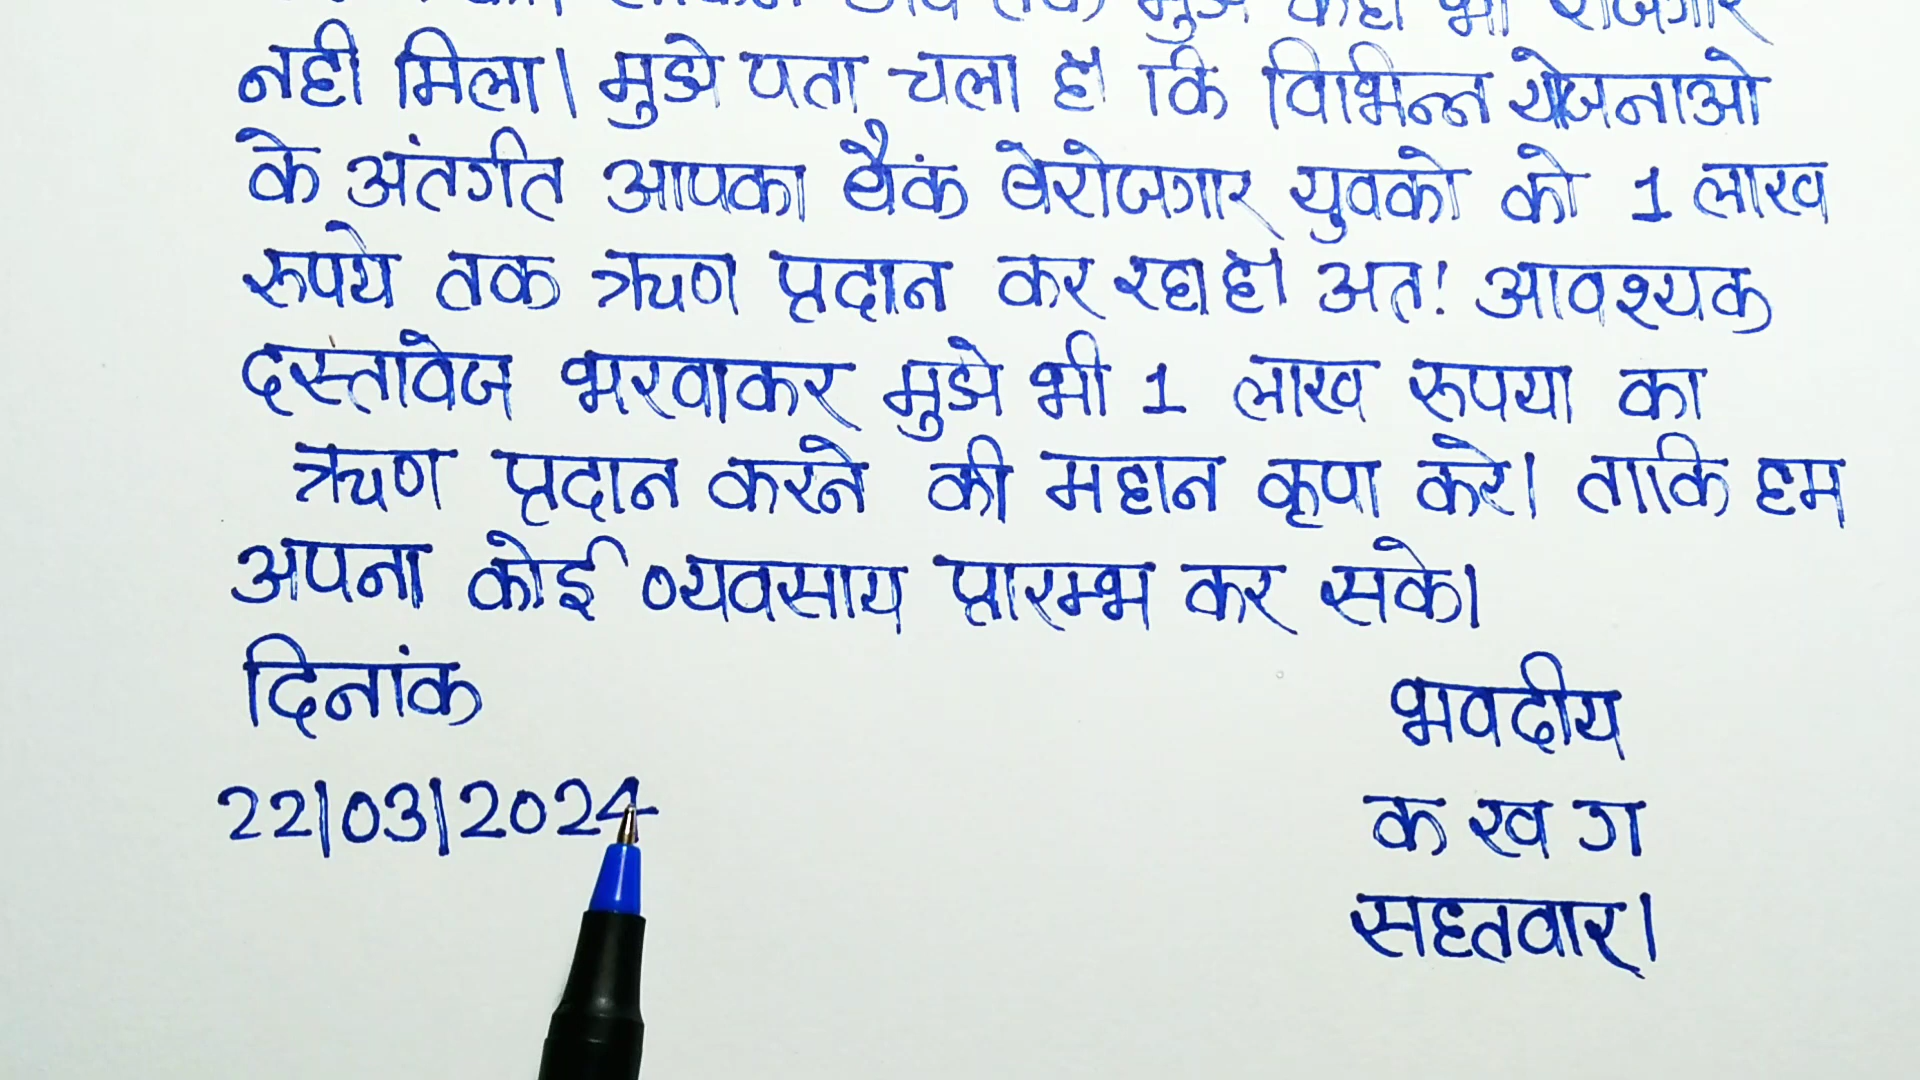 मुझे कही भी रोजगार
नही मिला। मुझे पता चला है कि विभिन्न योजनाओ
के अंतर्गत आपका बैंक बेरोजगार युवको को 1 लाख
रूपये तक ऋण प्रदान कर रहा है। अत! आवश्यक
दस्तावेज भरवाकर मुझे भी 1 लाख रूपया का
ऋण प्रदान करने की महान कृपा करे। ताकि हम
अपना कोई व्यवसाय प्रारम्भ कर सके।
दिनांक
22/03/2024
भवदीय
क ख ग
सहतवार।